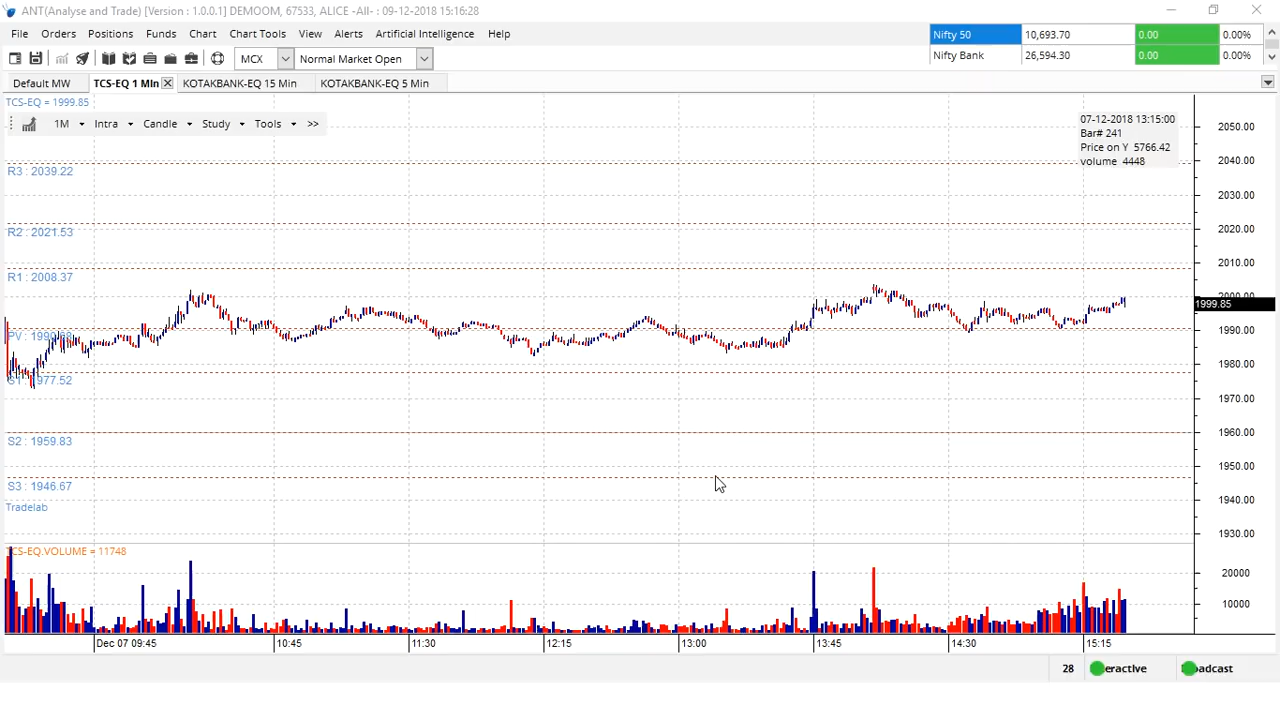 ANT(Analyse and Trade) [Version : 1.0.0.1] DEMOOM, 67533, ALICE -All- : 09-12-2018 15:16:28
File Orders Positions Funds Chart Chart Tools View Alerts Artificial Intelligence Help
Nifty 50 10,693.70 0.00 0.00%
Nifty Bank 26,594.30 0.00 0.00%
MCX Normal Market Open
Default MW TCS-EQ 1 Min KOTAKBANK-EQ 15 Min KOTAKBANK-EQ 5 Min
TCS-EQ = 1999.85
1M Intra Candle Study Tools >>
07-12-2018 13:15:00
Bar# 241
Price on Y 5766.42
volume 4448
R3 : 2039.22
R2 : 2021.53
R1 : 2008.37
PV : 1990.68
S1 : 1977.52
S2 : 1959.83
S3 : 1946.67
Tradelab
2050.00
2040.00
2030.00
2020.00
2010.00
2000.00
1999.85
1990.00
1980.00
1970.00
1960.00
1950.00
1940.00
1930.00
TCS-EQ.VOLUME = 11748
20000
10000
Dec 07 09:45 10:45 11:30 12:15 13:00 13:45 14:30 15:15
28 eractive adcast